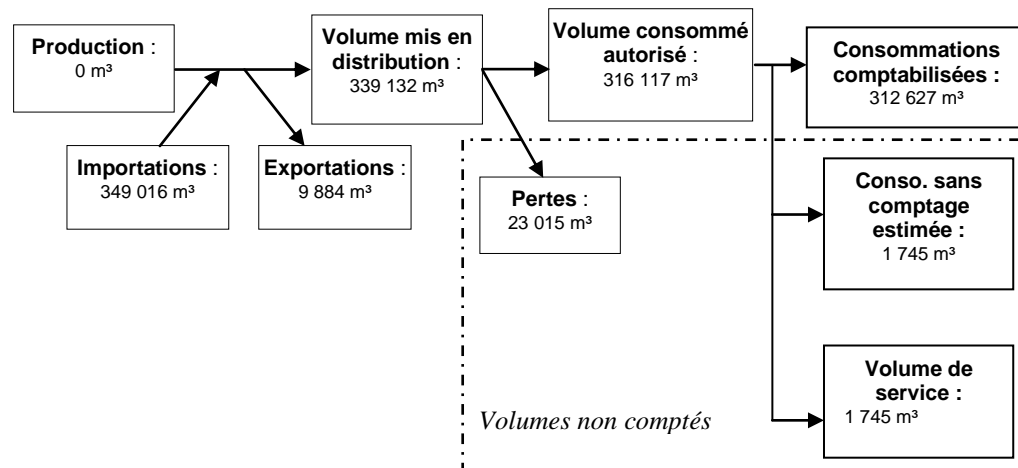 Production :
0 m³
Volume mis en
distribution :
339 132 m³
Volume consommé
autorisé :
316 117 m³
Consommations
comptabilisées :
312 627 m³
Importations :
349 016 m³
Exportations :
9 884 m³
Pertes :
23 015 m³
Conso. sans
comptage
estimée :
1 745 m³
Volume de
service :
1 745 m³
Volumes non comptés